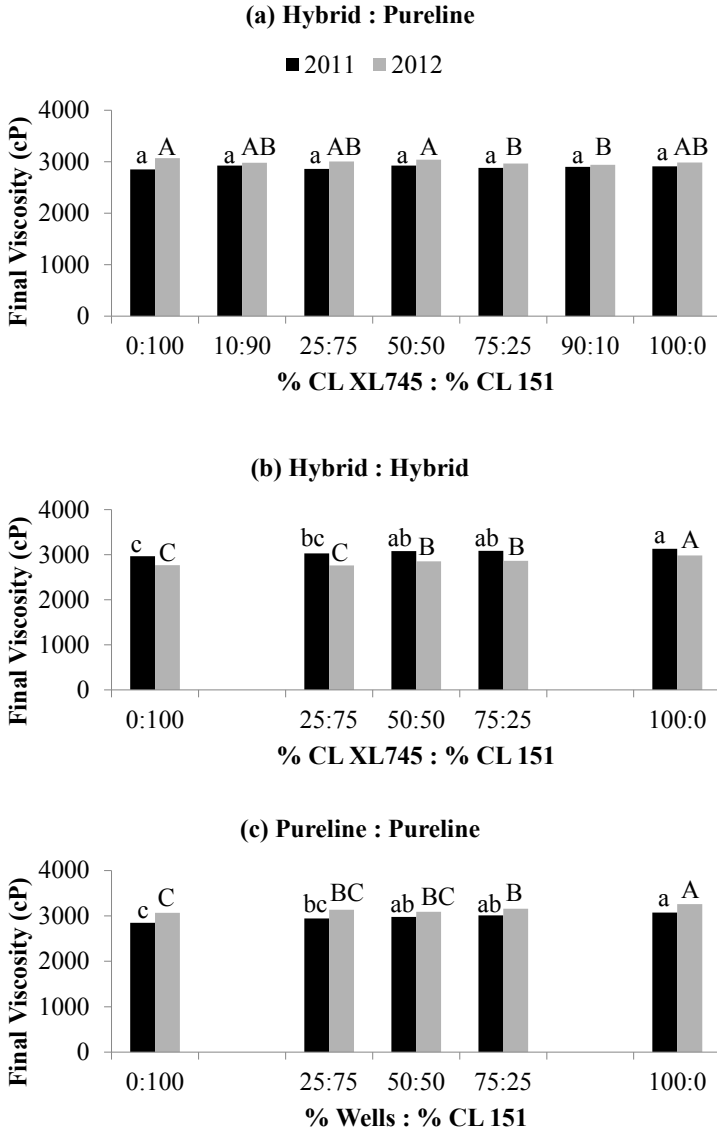 (a) Hybrid : Pureline
2011 2012
Final Viscosity (cP)
4000
3000
2000
1000
0
a A a AB a AB a A a B a B a AB
0:100 10:90 25:75 50:50 75:25 90:10 100:0
% CL XL745 : % CL 151
(b) Hybrid : Hybrid
Final Viscosity (cP)
4000
3000
2000
1000
0
c C bc C ab B ab B a A
0:100 25:75 50:50 75:25 100:0
% CL XL745 : % CL 151
(c) Pureline : Pureline
Final Viscosity (cP)
4000
3000
2000
1000
0
c C bc BC ab BC ab B a A
0:100 25:75 50:50 75:25 100:0
% Wells : % CL 151